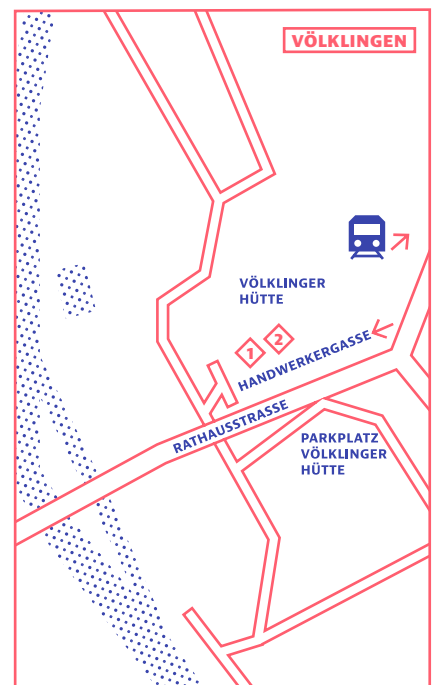 VÖLKLINGEN
VÖLKLINGER
HÜTTE
1
2
HANDWERKERGASSE
RATHAUSSTRASSE
PARKPLATZ
VÖLKLINGER
HÜTTE